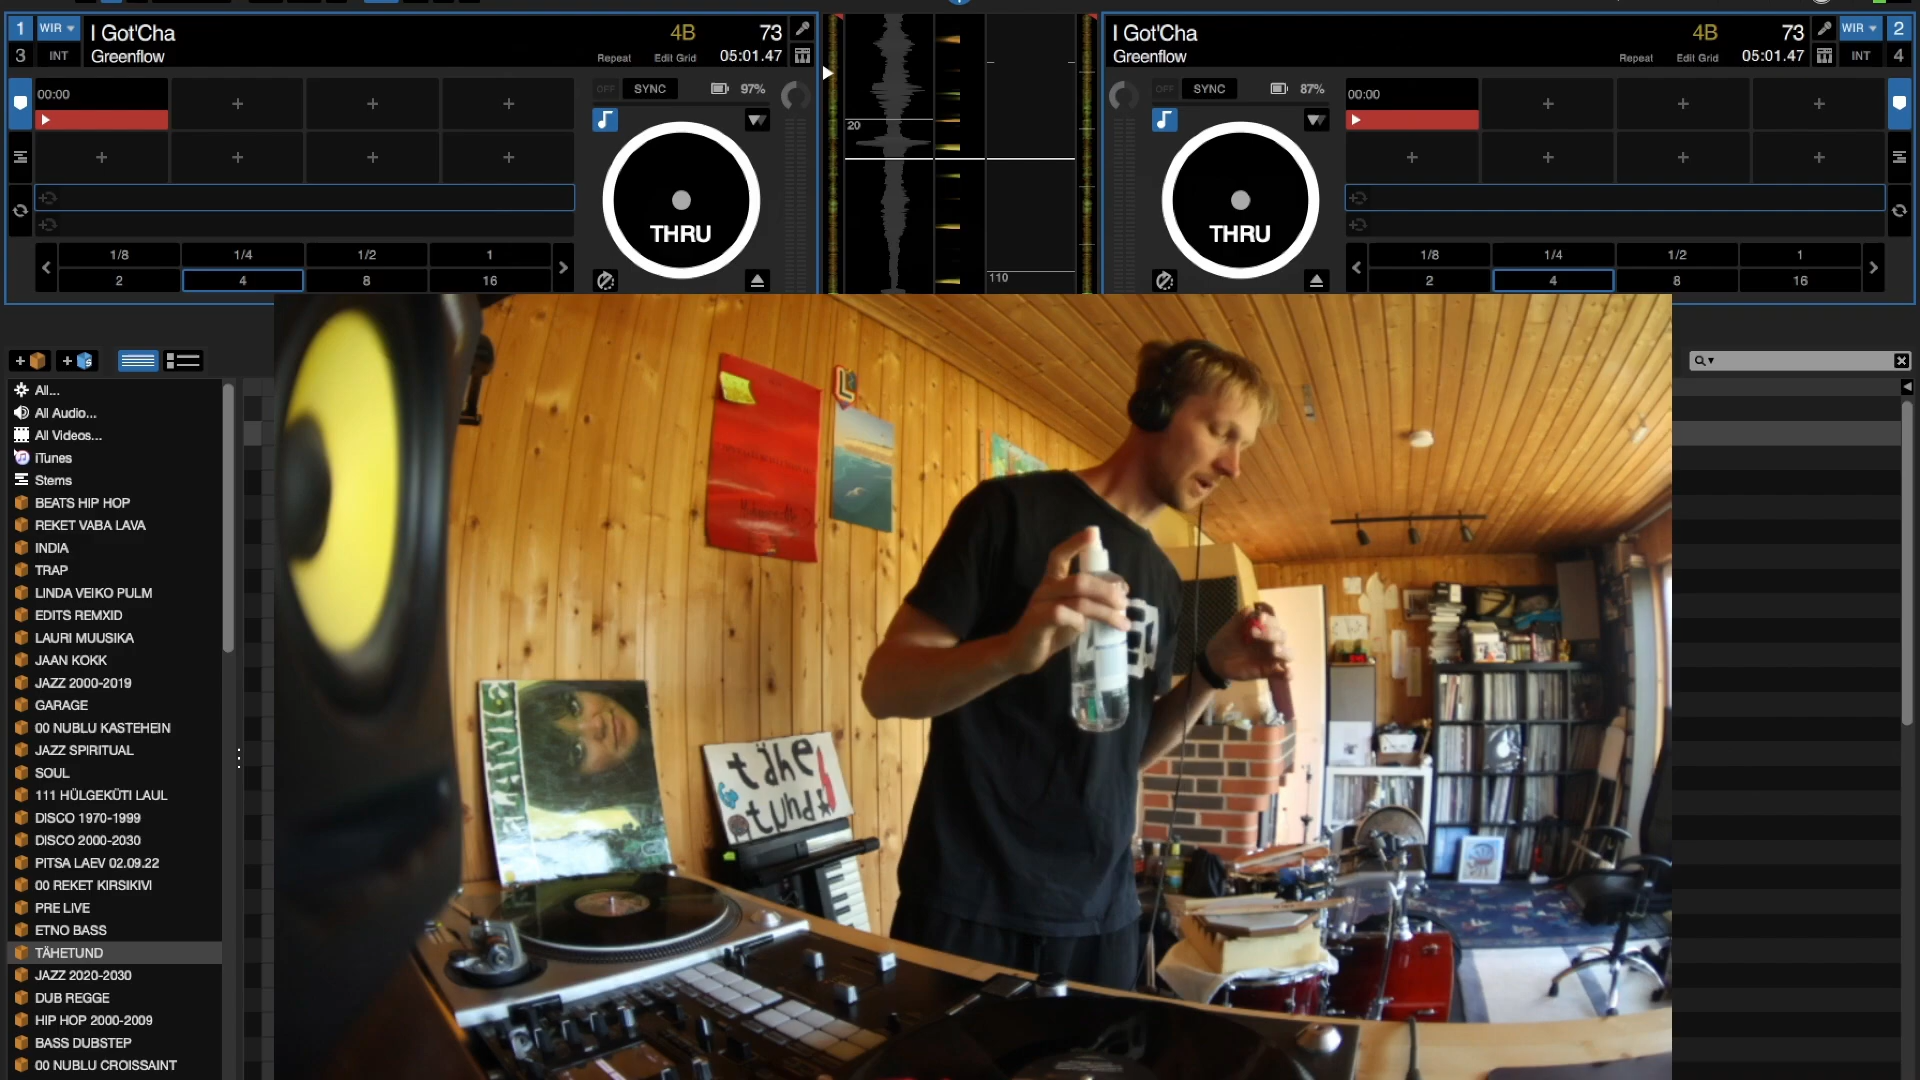 1 WIR I Got'Cha 4B 73
3 INT Greenflow Repeat Edit Grid 05:01.47
00:00
OFF SYNC 97%
THRU
1/8 1/4 1/2 1
2 4 8 16
20
110
I Got'Cha 4B 73 WIR 2
Greenflow Repeat Edit Grid 05:01.47 INT 4
OFF SYNC 87%
00:00
THRU
1/8 1/4 1/2 1
2 4 8 16
All...
All Audio...
All Videos...
iTunes
Stems
BEATS HIP HOP
REKET VABA LAVA
INDIA
TRAP
LINDA VEIKO PULM
EDITS REMXID
LAURI MUUSIKA
JAAN KOKK
JAZZ 2000-2019
GARAGE
00 NUBLU KASTEHEIN
JAZZ SPIRITUAL
SOUL
111 HÜLGEKÜTI LAUL
DISCO 1970-1999
DISCO 2000-2030
PITSA LAEV 02.09.22
00 REKET KIRSIKIVI
PRE LIVE
ETNO BASS
TÄHETUND
JAZZ 2020-2030
DUB REGGE
HIP HOP 2000-2009
BASS DUBSTEP
00 NUBLU CROISSAINT
L
tähe
tund!